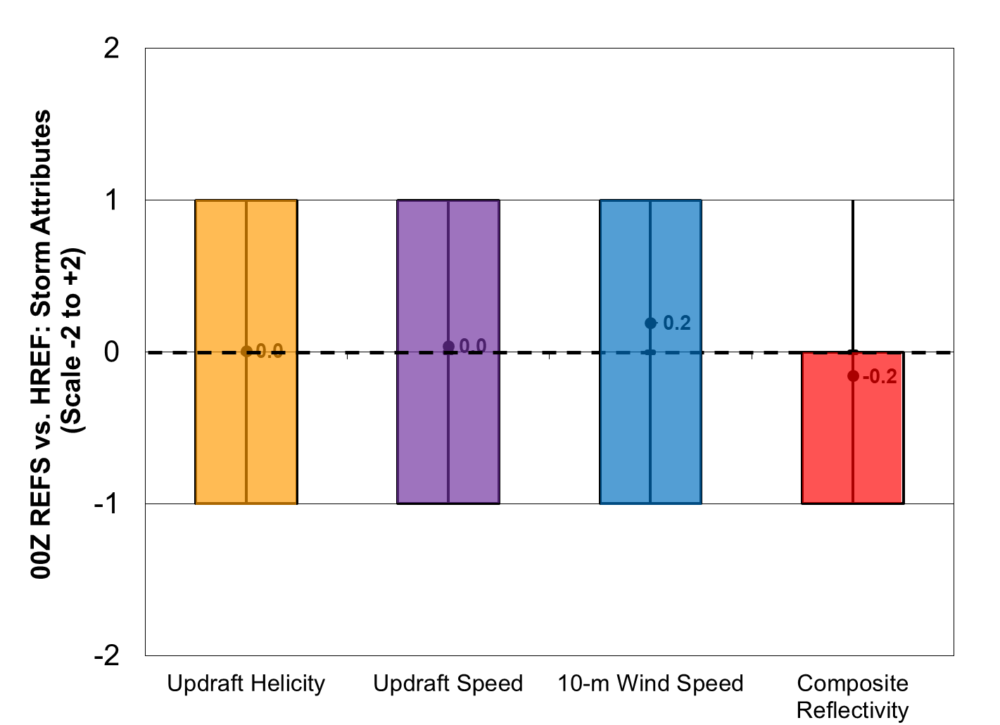 00Z REFS vs. HREF: Storm Attributes
(Scale -2 to +2)
2
1
0
-1
-2
0.0
0.0
0.2
-0.2
Updraft Helicity
Updraft Speed
10-m Wind Speed
Composite
Reflectivity